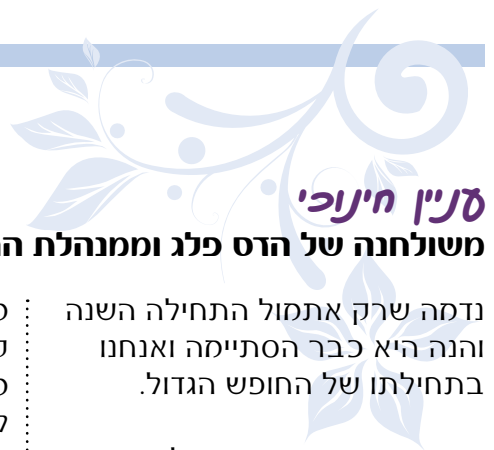 עניין חינוכי
משולחנה של הדס פלג וממנהלת
נדמה שרק אתמול התחילה השנה
והנה היא כבר הסתיימה ואנחנו
בתחילתו של החופש הגדול.